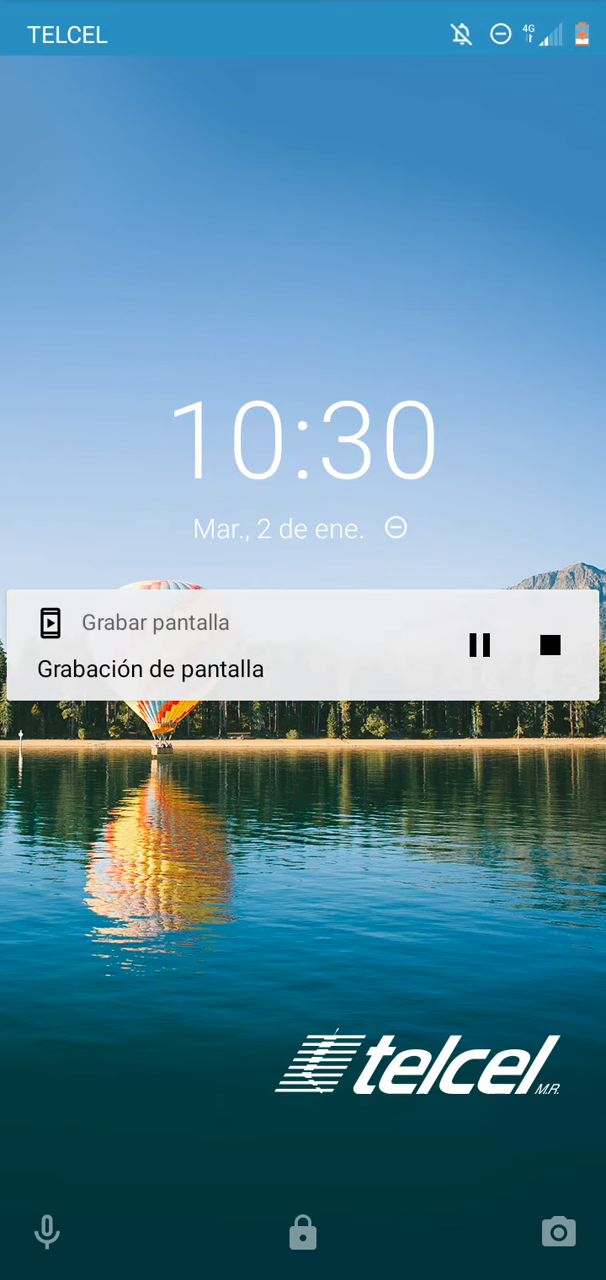 TELCEL
4G
10:30
Mar., 2 de ene.
Grabar pantalla
Grabación de pantalla
telcel M.R.